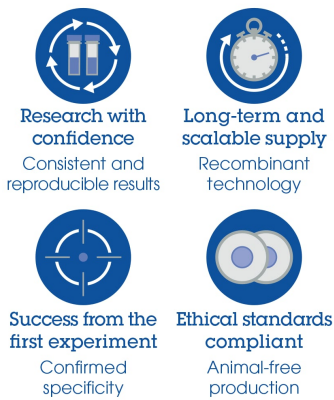 Research with
confidence
Consistent and
reproducible results
Long-term and
scalable supply
Recombinant
technology
Success from the
first experiment
Confirmed
specificity
Ethical standards
compliant
Animal-free
production